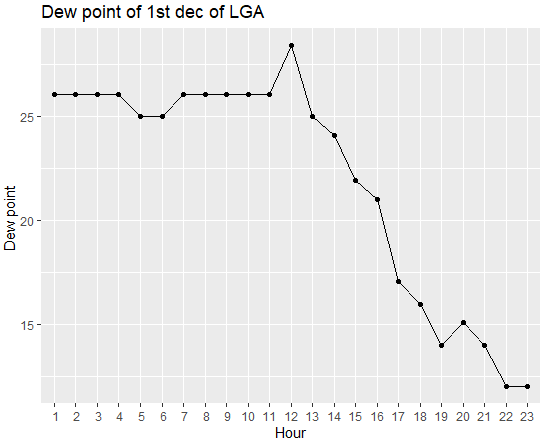 Dew point of 1st dec of LGA
Dew point
25
20
15
1 2 3 4 5 6 7 8 9 10 11 12 13 14 15 16 17 18 19 20 21 22 23
Hour